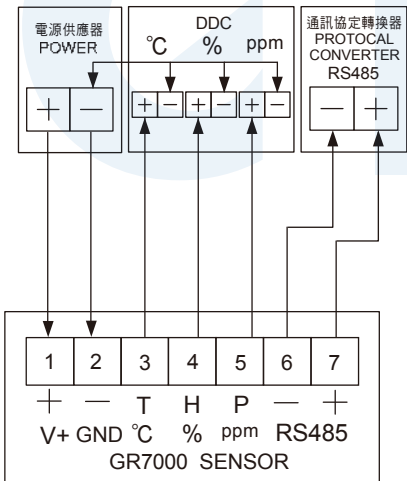 電源供應器
POWER
+ −
DDC
℃ % ppm
+ − + − + −
通訊協定轉換器
PROTOCAL
CONVERTER
RS485
− +
1 2 3 4 5 6 7
+ − T H P − +
V+ GND ℃ % ppm RS485
GR7000 SENSOR